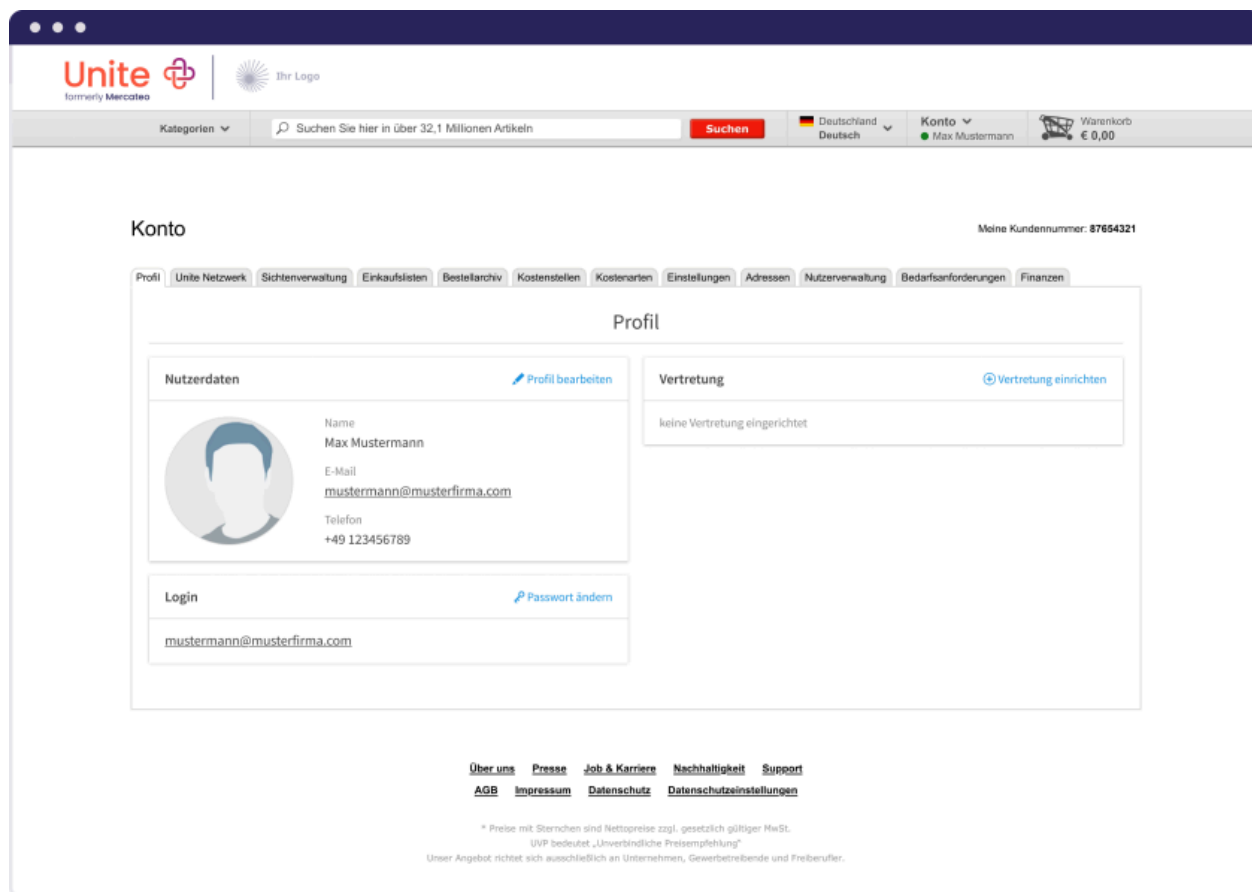 Unite
formerly Mercateo
Ihr Logo
Kategorien
Suchen Sie hier in über 32,1 Millionen Artikeln
Suchen
Deutschland
Deutsch
Konto
Max Mustermann
Warenkorb
€ 0,00
Konto
Meine Kundennummer: 87654321
Profil Unite Netzwerk Sichtenverwaltung Einkaufslisten Bestellarchiv Kostenstellen Kostenarten Einstellungen Adressen Nutzerverwaltung Bedarfsanforderungen Finanzen
Profil
Nutzerdaten
Profil bearbeiten
Name
Max Mustermann
E-Mail
mustermann@musterfirma.com
Telefon
+49 123456789
Vertretung
Vertretung einrichten
keine Vertretung eingerichtet
Login
Passwort ändern
mustermann@musterfirma.com
Über uns Presse Job & Karriere Nachhaltigkeit Support
AGB Impressum Datenschutz Datenschutzeinstellungen
* Preise mit Sternchen sind Nettopreise zzgl. gesetzlich gültiger MwSt.
UVP bedeutet „Unverbindliche Preisempfehlung"
Unser Angebot richtet sich ausschließlich an Unternehmen, Gewerbetreibende und Freiberufler.